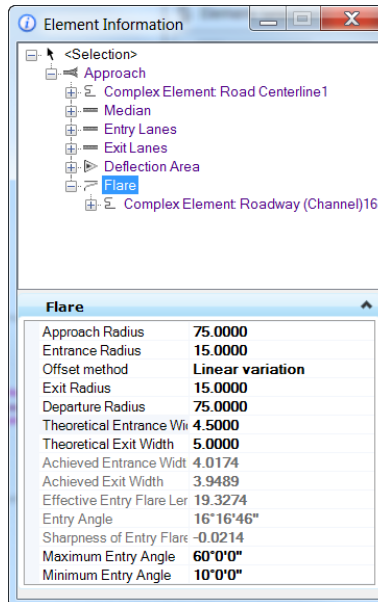 Element Information
<Selection>
Approach
Complex Element: Road Centerline1
Median
Entry Lanes
Exit Lanes
Deflection Area
Flare
Complex Element: Roadway (Channel)16
Flare
Approach Radius 75.0000
Entrance Radius 15.0000
Offset method Linear variation
Exit Radius 15.0000
Departure Radius 75.0000
Theoretical Entrance Wi 4.5000
Theoretical Exit Width 5.0000
Achieved Entrance Widt 4.0174
Achieved Exit Width 3.9489
Effective Entry Flare Ler 19.3274
Entry Angle 16°16'46"
Sharpness of Entry Flare -0.0214
Maximum Entry Angle 60°0'0"
Minimum Entry Angle 10°0'0"